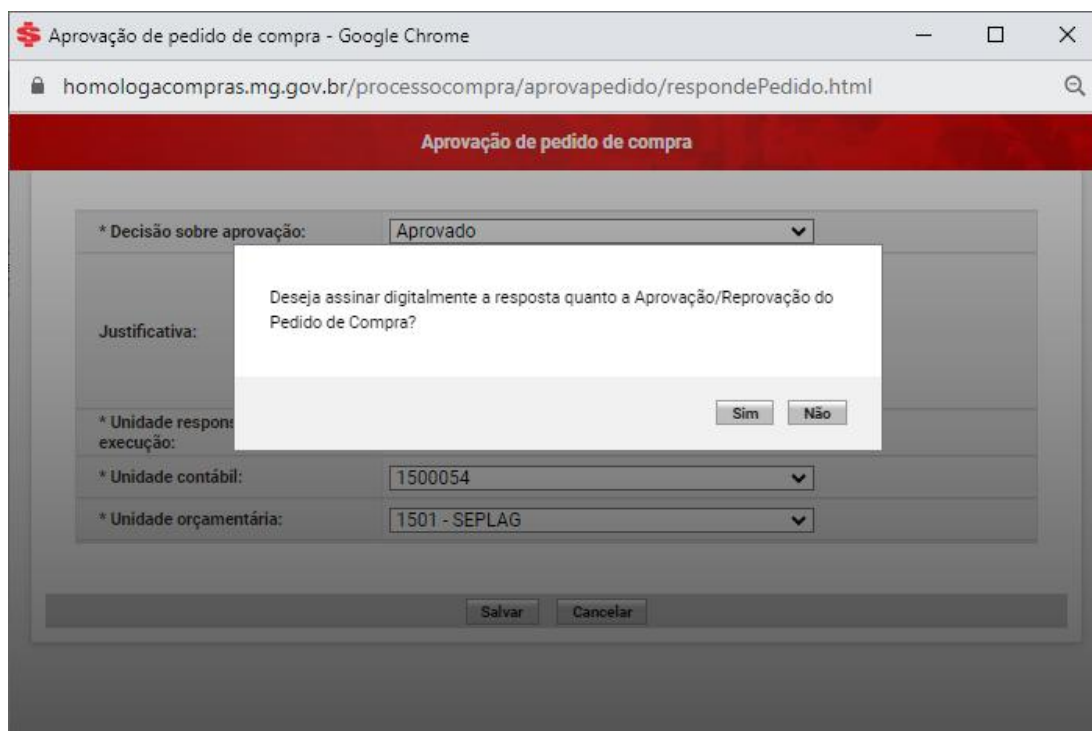 Aprovação de pedido de compra - Google Chrome
homologacompras.mg.gov.br/processocompra/aprovapedido/respondePedido.html
Aprovação de pedido de compra
* Decisão sobre aprovação: Aprovado
Deseja assinar digitalmente a resposta quanto a Aprovação/Reprovação do
Pedido de Compra?
Justificativa:
Sim Não
* Unidade respons
execução:
* Unidade contábil: 1500054
* Unidade orçamentária: 1501 - SEPLAG
Salvar Cancelar